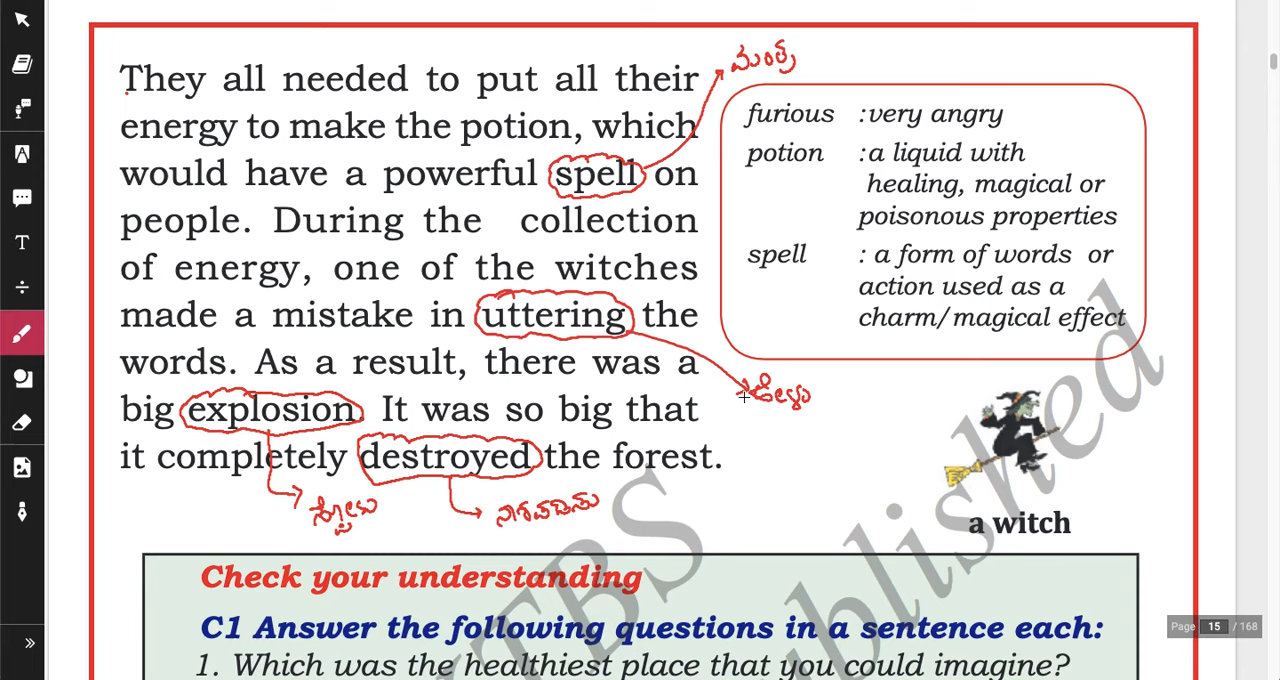 They all needed to put all their
energy to make the potion, which
would have a powerful spell on
people. During the collection
of energy, one of the witches
made a mistake in uttering the
words. As a result, there was a
big explosion. It was so big that
it completely destroyed the forest.
ಮಂತ್ರ
ಹೇಳು
ಸ್ಫೋಟ
furious :very angry
potion :a liquid with
healing, magical or
poisonous properties
spell : a form of words or
action used as a
charm/magical effect
a witch
Check your understanding
C1 Answer the following questions in a sentence each:
1. Which was the healthiest place that you could imagine?
Page 15 / 168